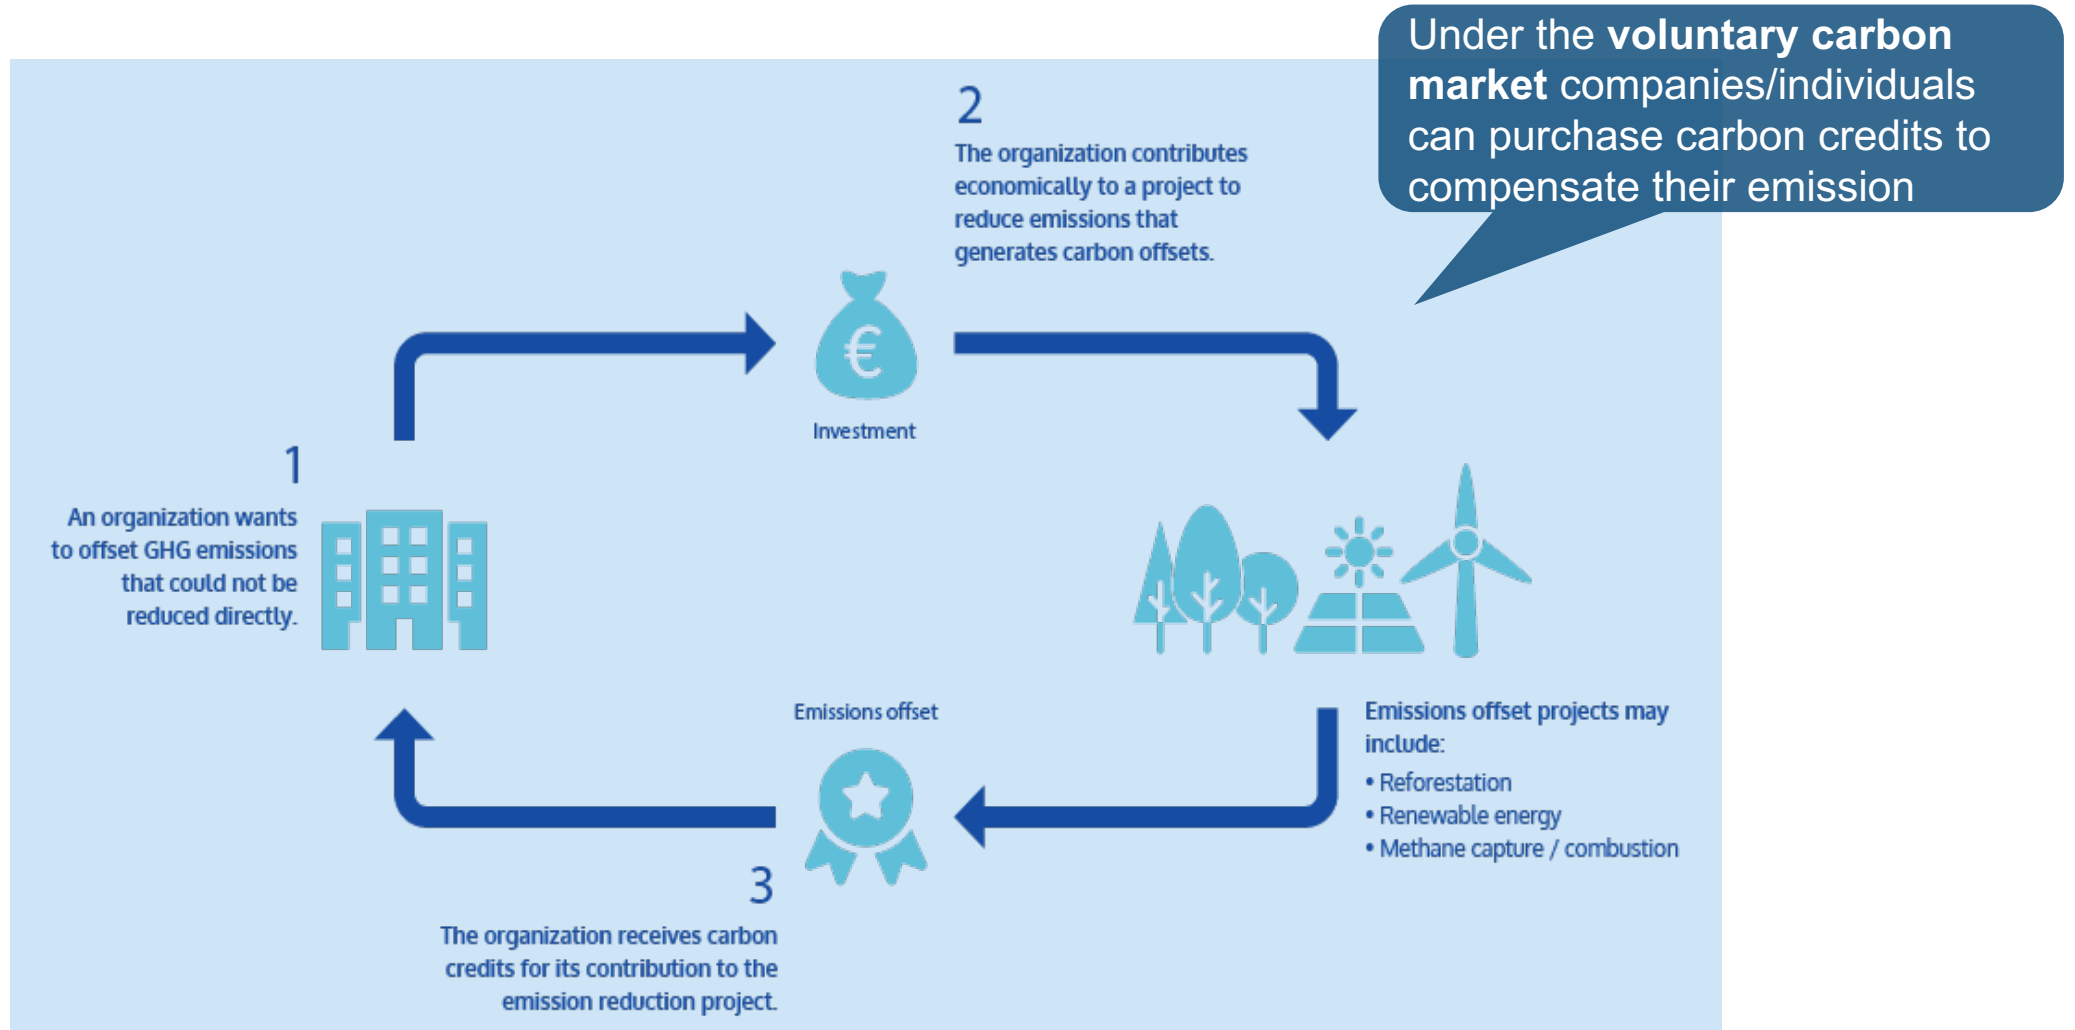 Under the voluntary carbon
market companies/individuals
can purchase carbon credits to
compensate their emission
2
The organization contributes
economically to a project to
reduce emissions that
generates carbon offsets.
€
Investment
1
An organization wants
to offset GHG emissions
that could not be
reduced directly.
Emissions offset
Emissions offset projects may
include:
• Reforestation
• Renewable energy
• Methane capture / combustion
3
The organization receives carbon
credits for its contribution to the
emission reduction project.